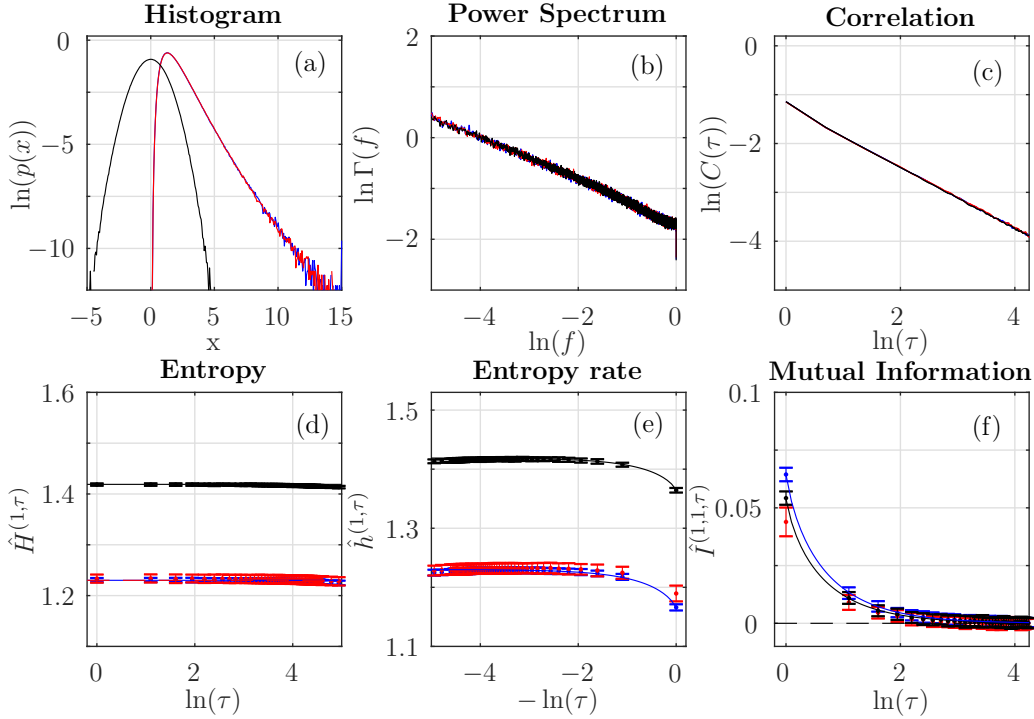 Histogram
Power Spectrum
Correlation
(a)
(b)
(c)
0
−5
−10
ln(p(x))
−5
0
5
10
15
x
2
0
−2
ln Γ(f)
−4
−2
0
ln(f)
0
−2
−4
ln(C(τ))
0
2
4
ln(τ)
Entropy
Entropy rate
Mutual Information
(d)
(e)
(f)
1.6
1.4
1.2
Ĥ^(1,τ)
0
2
4
ln(τ)
1.5
1.3
1.1
ĥ^(1,τ)
−4
−2
0
− ln(τ)
0.1
0.05
0
Î^(1,1,τ)
0
2
4
ln(τ)